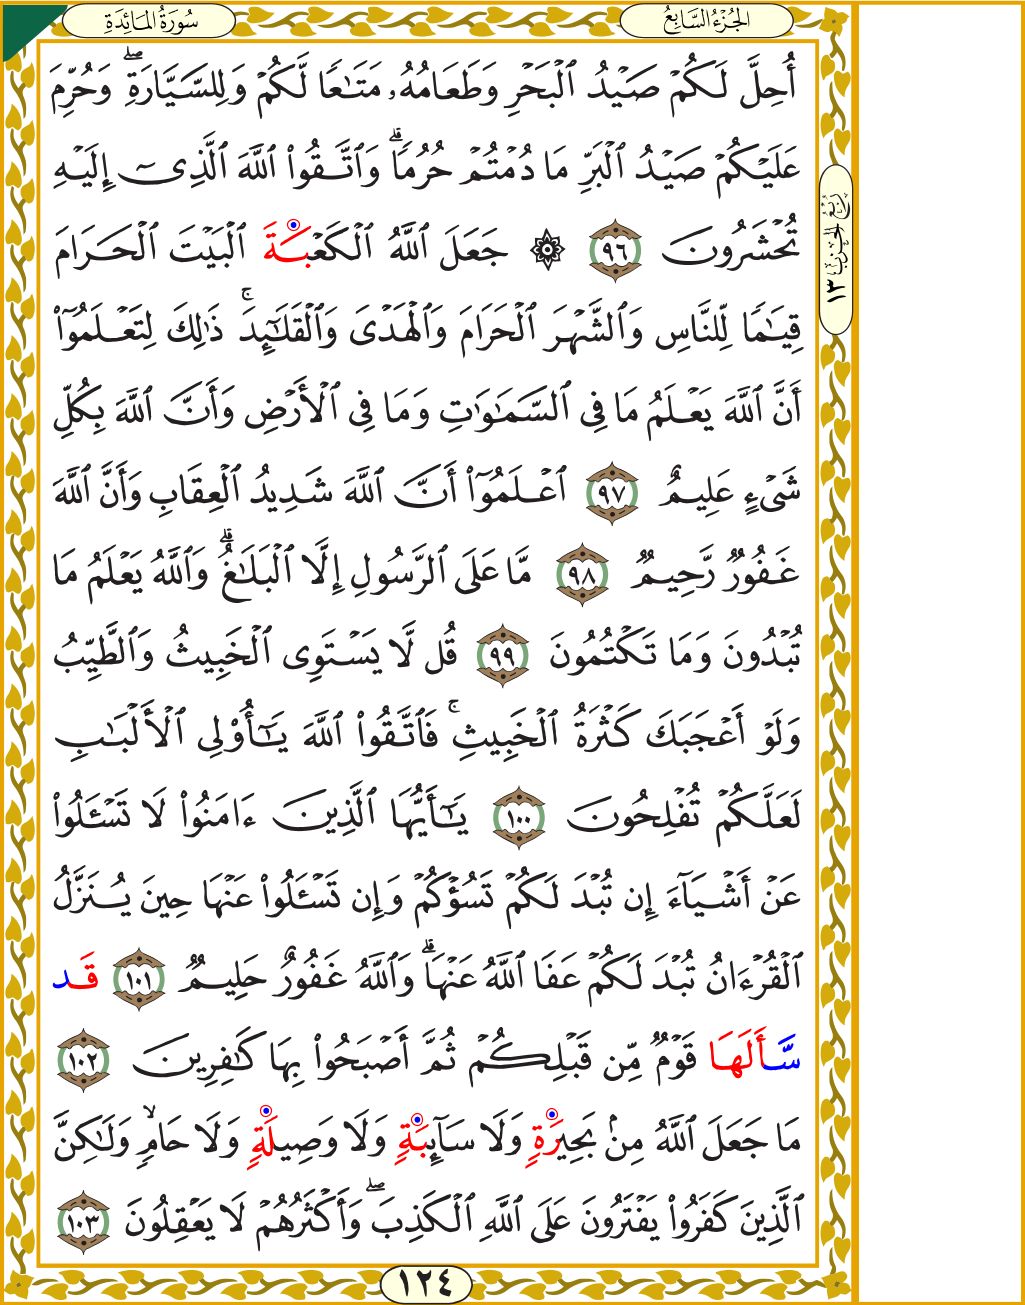 الجُزْءُ السَّابِعُ
سُورَةُ المَائدَةِ
أُحِلَّ لَكُمْ صَيْدُ ٱلْبَحْرِ وَطَعَامُهُۥ مَتَٰعًا لَّكُمْ وَلِلسَّيَّارَةِۖ وَحُرِّمَ
عَلَيْكُمْ صَيْدُ ٱلْبَرِّ مَا دُمْتُمْ حُرُمًاۗ وَٱتَّقُوا۟ ٱللَّهَ ٱلَّذِىٓ إِلَيْهِ
تُحْشَرُونَ ٩٦ ۞ جَعَلَ ٱللَّهُ ٱلْكَعْبَةَ ٱلْبَيْتَ ٱلْحَرَامَ
قِيَٰمًا لِّلنَّاسِ وَٱلشَّهْرَ ٱلْحَرَامَ وَٱلْهَدْىَ وَٱلْقَلَٰٓئِدَۚ ذَٰلِكَ لِتَعْلَمُوٓا۟
أَنَّ ٱللَّهَ يَعْلَمُ مَا فِى ٱلسَّمَٰوَٰتِ وَمَا فِى ٱلْأَرْضِ وَأَنَّ ٱللَّهَ بِكُلِّ
شَىْءٍ عَلِيمٌ ٩٧ ٱعْلَمُوٓا۟ أَنَّ ٱللَّهَ شَدِيدُ ٱلْعِقَابِ وَأَنَّ ٱللَّهَ
غَفُورٌ رَّحِيمٌ ٩٨ مَّا عَلَى ٱلرَّسُولِ إِلَّا ٱلْبَلَٰغُۗ وَٱللَّهُ يَعْلَمُ مَا
تُبْدُونَ وَمَا تَكْتُمُونَ ٩٩ قُل لَّا يَسْتَوِى ٱلْخَبِيثُ وَٱلطَّيِّبُ
وَلَوْ أَعْجَبَكَ كَثْرَةُ ٱلْخَبِيثِۚ فَٱتَّقُوا۟ ٱللَّهَ يَٰٓأُو۟لِى ٱلْأَلْبَٰبِ
لَعَلَّكُمْ تُفْلِحُونَ ١٠٠ يَٰٓأَيُّهَا ٱلَّذِينَ ءَامَنُوا۟ لَا تَسْـَٔلُوا۟
عَنْ أَشْيَآءَ إِن تُبْدَ لَكُمْ تَسُؤْكُمْ وَإِن تَسْـَٔلُوا۟ عَنْهَا حِينَ يُنَزَّلُ
ٱلْقُرْءَانُ تُبْدَ لَكُمْ عَفَا ٱللَّهُ عَنْهَاۗ وَٱللَّهُ غَفُورٌ حَلِيمٌ ١٠١ قَد
سَّأَلَهَا قَوْمٌ مِّن قَبْلِكُمْ ثُمَّ أَصْبَحُوا۟ بِهَا كَٰفِرِينَ ١٠٢
مَا جَعَلَ ٱللَّهُ مِنۢ بَحِيرَةٍ وَلَا سَآئِبَةٍ وَلَا وَصِيلَةٍ وَلَا حَامٍۙ وَلَٰكِنَّ
ٱلَّذِينَ كَفَرُوا۟ يَفْتَرُونَ عَلَى ٱللَّهِ ٱلْكَذِبَۖ وَأَكْثَرُهُمْ لَا يَعْقِلُونَ ١٠٣
رُبْعُ الحِزْب ١٣
١٢٤